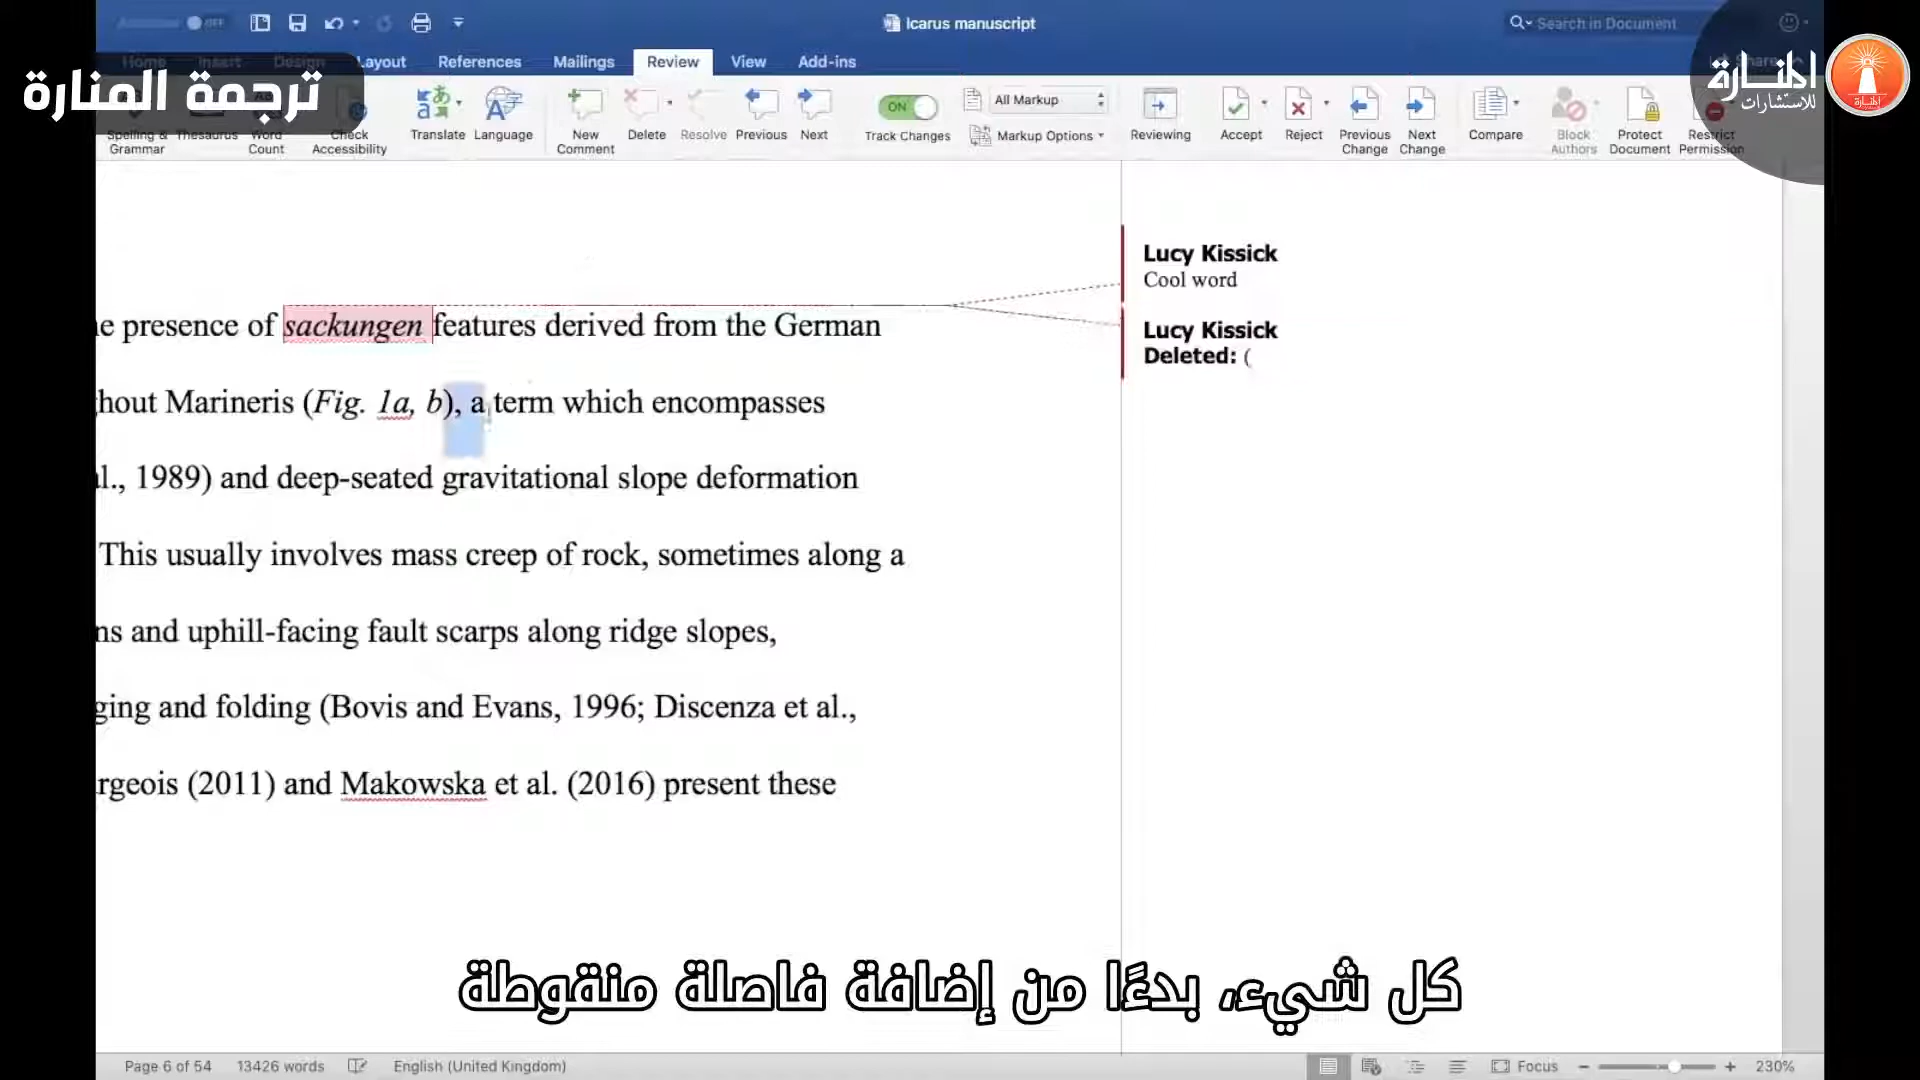 Icarus manuscript
Search in Document
Home Insert Design Layout References Mailings Review View Add-ins Share
ترجمة المنارة
المنارة
للاستشارات
Spelling & Grammar
Thesaurus
Word Count
Check Accessibility
Translate
Language
New Comment
Delete
Resolve
Previous
Next
ON
Track Changes
All Markup
Markup Options
Reviewing
Accept
Reject
Previous Change
Next Change
Compare
Block Authors
Protect Document
Restrict Permission
Lucy Kissick
Cool word
Lucy Kissick
Deleted: (
presence of sackungen features derived from the German
hout Marineris (Fig. 1a, b), a term which encompasses
l., 1989) and deep-seated gravitational slope deformation
This usually involves mass creep of rock, sometimes along a
ns and uphill-facing fault scarps along ridge slopes,
ging and folding (Bovis and Evans, 1996; Discenza et al.,
rgeois (2011) and Makowska et al. (2016) present these
كل شيء، بدءًا من إضافة فاصلة منقوطة
Page 6 of 54 13426 words English (United Kingdom) Focus 230%